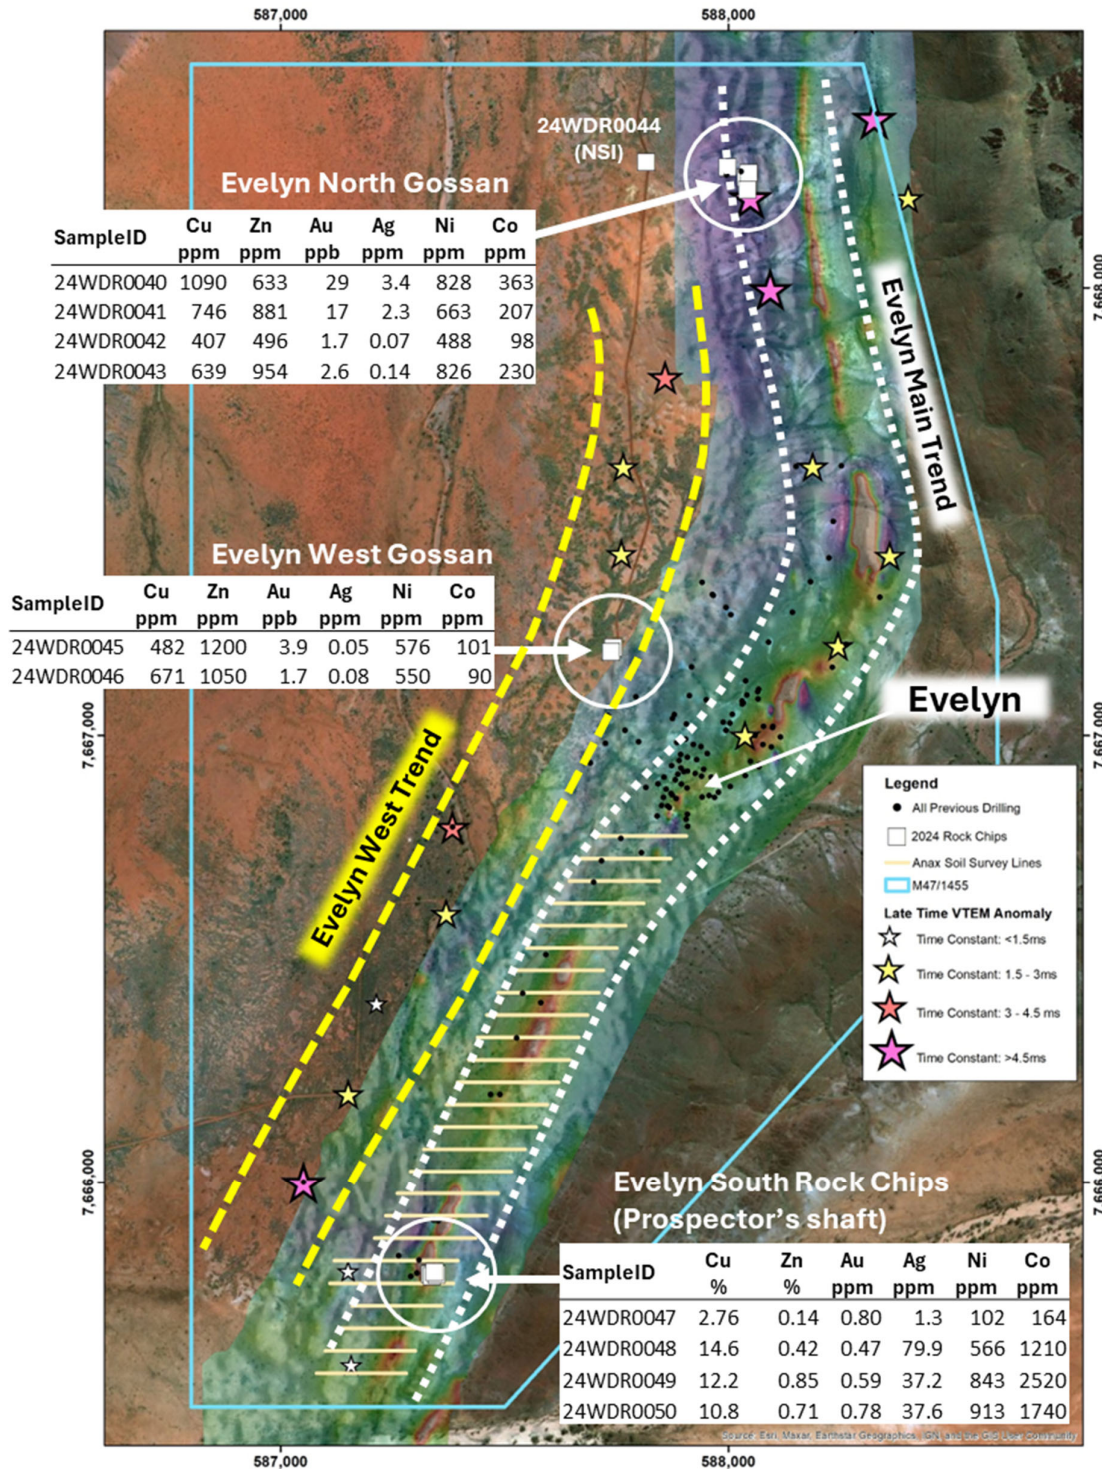 587,000
588,000
24WDR0044
(NSI)
Evelyn North Gossan
SampleID Cu ppm Zn ppm Au ppb Ag ppm Ni ppm Co ppm
24WDR0040 1090 633 29 3.4 828 363
24WDR0041 746 881 17 2.3 663 207
24WDR0042 407 496 1.7 0.07 488 98
24WDR0043 639 954 2.6 0.14 826 230
7,668,000
Evelyn Main Trend
Evelyn West Gossan
SampleID Cu ppm Zn ppm Au ppb Ag ppm Ni ppm Co ppm
24WDR0045 482 1200 3.9 0.05 576 101
24WDR0046 671 1050 1.7 0.08 550 90
Evelyn
7,667,000
7,667,000
Evelyn West Trend
Legend
All Previous Drilling
2024 Rock Chips
Anax Soil Survey Lines
M47/1455
Late Time VTEM Anomaly
Time Constant: <1.5ms
Time Constant: 1.5 - 3ms
Time Constant: 3 - 4.5 ms
Time Constant: >4.5ms
7,666,000
7,666,000
Evelyn South Rock Chips
(Prospector's shaft)
SampleID Cu % Zn % Au ppm Ag ppm Ni ppm Co ppm
24WDR0047 2.76 0.14 0.80 1.3 102 164
24WDR0048 14.6 0.42 0.47 79.9 566 1210
24WDR0049 12.2 0.85 0.59 37.2 843 2520
24WDR0050 10.8 0.71 0.78 37.6 913 1740
Source: Esri, Maxar, Earthstar Geographics, IGN, and the GIS User Community
587,000
588,000